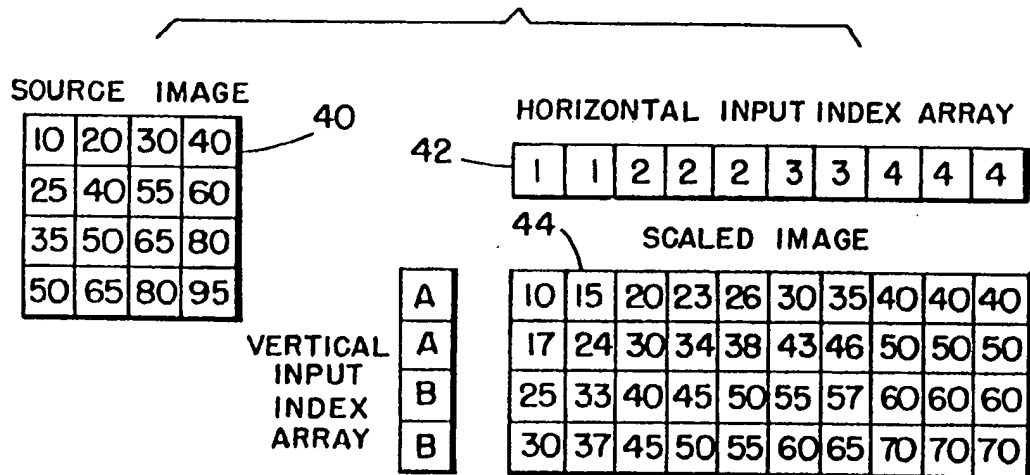 SOURCE IMAGE
10 20 30 40
25 40 55 60
35 50 65 80
50 65 80 95
40
HORIZONTAL INPUT INDEX ARRAY
42
1 1 2 2 2 3 3 4 4 4
44
SCALED IMAGE
VERTICAL
INPUT
INDEX
ARRAY
A 10 15 20 23 26 30 35 40 40 40
A 17 24 30 34 38 43 46 50 50 50
B 25 33 40 45 50 55 57 60 60 60
B 30 37 45 50 55 60 65 70 70 70